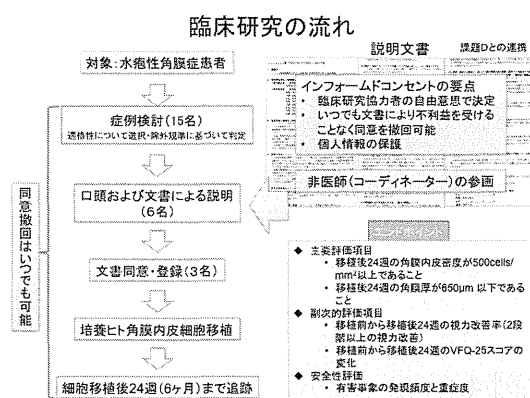 臨床研究の流れ
説明文書
課題Dとの連携
対象:水疱性角膜症患者
症例検討(15名)
適格性について選択・除外規準に基づいて判定
口頭および文書による説明
(6名)
文書同意・登録(3名)
培養ヒト角膜内皮細胞移植
細胞移植後24週(6ヶ月)まで追跡
同意撤回はいつでも可能
インフォームドコンセントの要点
• 臨床研究協力者の自由意思で決定
• いつでも文書により不利益を受ける
ことなく同意を撤回可能
• 個人情報の保護
非医師(コーディネーター)の参画
エンドポイント
◆ 主要評価項目
• 移植後24週の角膜内皮密度が500cells/
mm²以上であること
• 移植後24週の角膜厚が650μm 以下である
こと
◆ 副次的評価項目
• 移植前から移植後24週の視力改善率(2段
階以上の視力改善)
• 移植前から移植後24週のVFQ-25スコアの
変化
◆ 安全性評価
• 有害事象の発現頻度と重症度